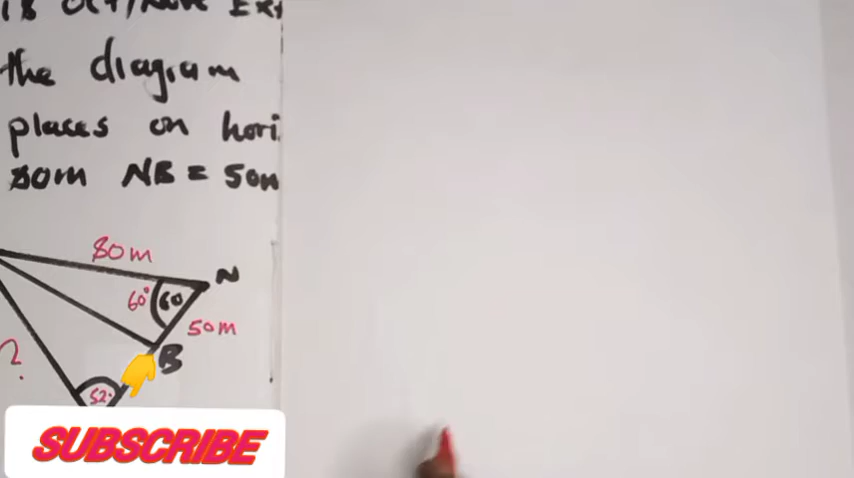 the diagram
places on hori
80m NB = 50m
80m
N
60°
60
50m
B
?
52°
SUBSCRIBE